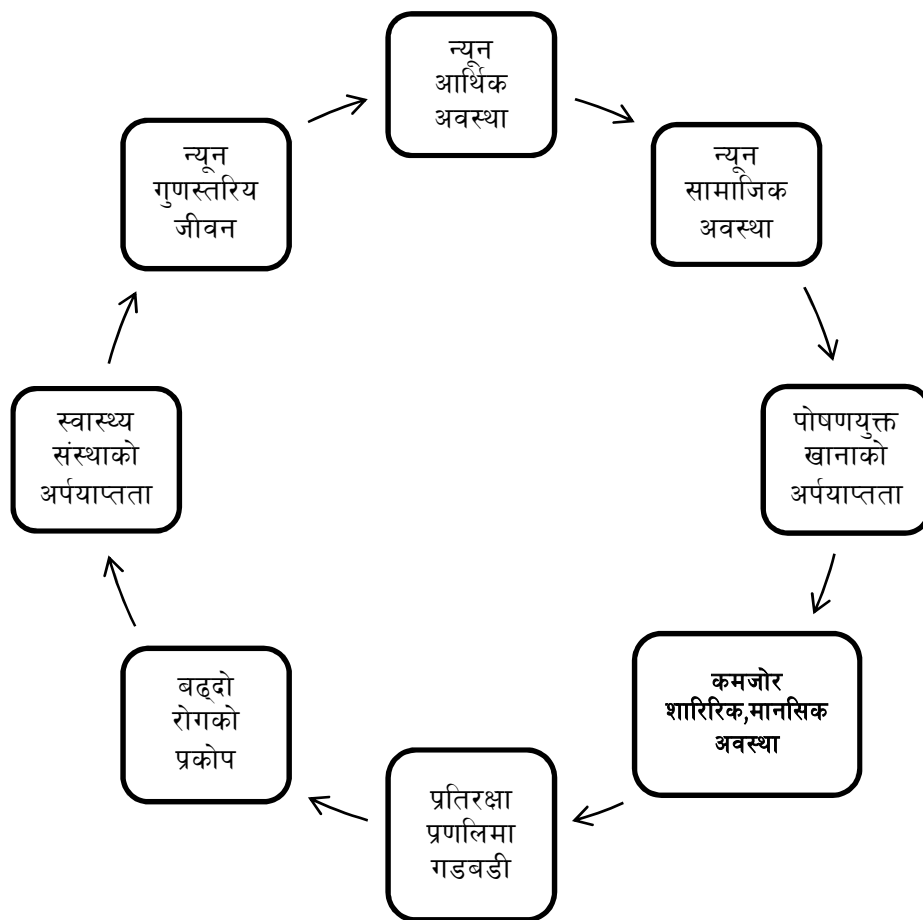 न्यून
आर्थिक
अवस्था
न्यून
सामाजिक
अवस्था
पोषणयुक्त
खानाको
अर्पयाप्तता
कमजोर
शारिरिक,मानसिक
अवस्था
प्रतिरक्षा
प्रणलिमा
गडबडी
बढ्दो
रोगको
प्रकोप
स्वास्थ्य
संस्थाको
अर्पयाप्तता
न्यून
गुणस्तरिय
जीवन